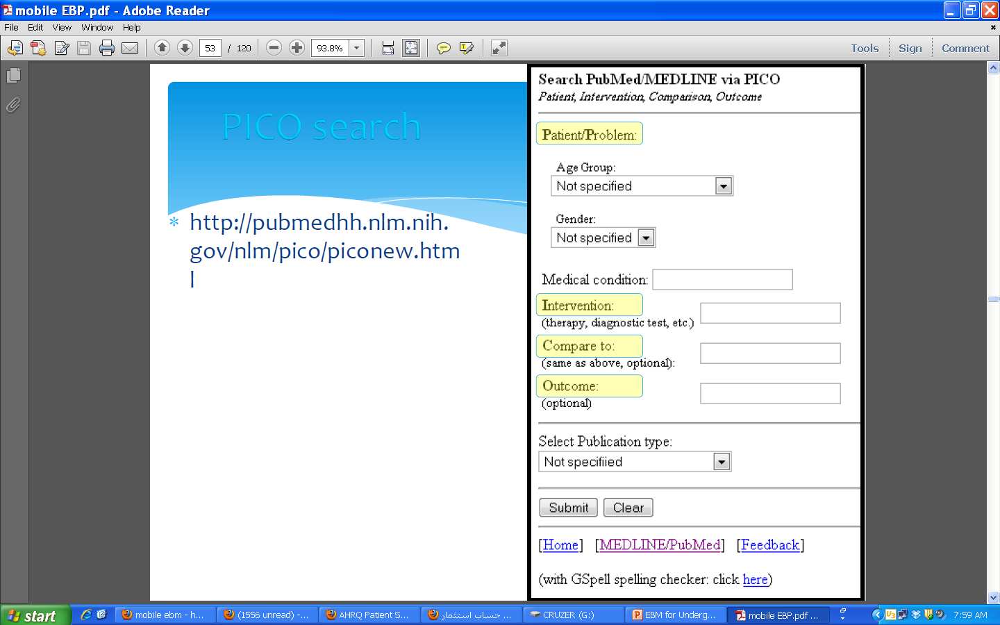 mobile EBP.pdf - Adobe Reader
File Edit View Window Help
53 / 120 93.8% Tools Sign Comment
PICO search
http://pubmedhh.nlm.nih.
gov/nlm/pico/piconew.htm
l
Search PubMed/MEDLINE via PICO
Patient, Intervention, Comparison, Outcome
Patient/Problem:
Age Group:
Not specified
Gender:
Not specified
Medical condition:
Intervention:
(therapy, diagnostic test, etc.)
Compare to:
(same as above, optional):
Outcome:
(optional)
Select Publication type:
Not specifiied
Submit Clear
[Home] [MEDLINE/PubMed] [Feedback]
(with GSpell spelling checker: click here)
start mobile ebm - h... (1556 unread) -... AHRQ Patient S... حساب استثمار ... CRUZER (G:) EBM for Underg... mobile EBP.pdf ... 7:59 AM